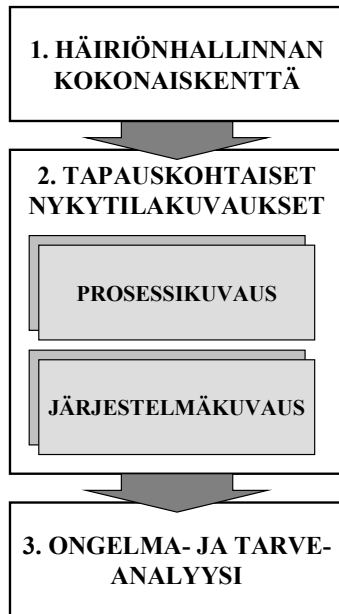 1. HÄIRIÖNHALLINNAN
KOKONAISKENTTÄ
2. TAPAUSKOHTAISET
NYKYTILAKUVAUKSET
PROSESSIKUVAUS
JÄRJESTELMÄKUVAUS
3. ONGELMA- JA TARVE-
ANALYYSI